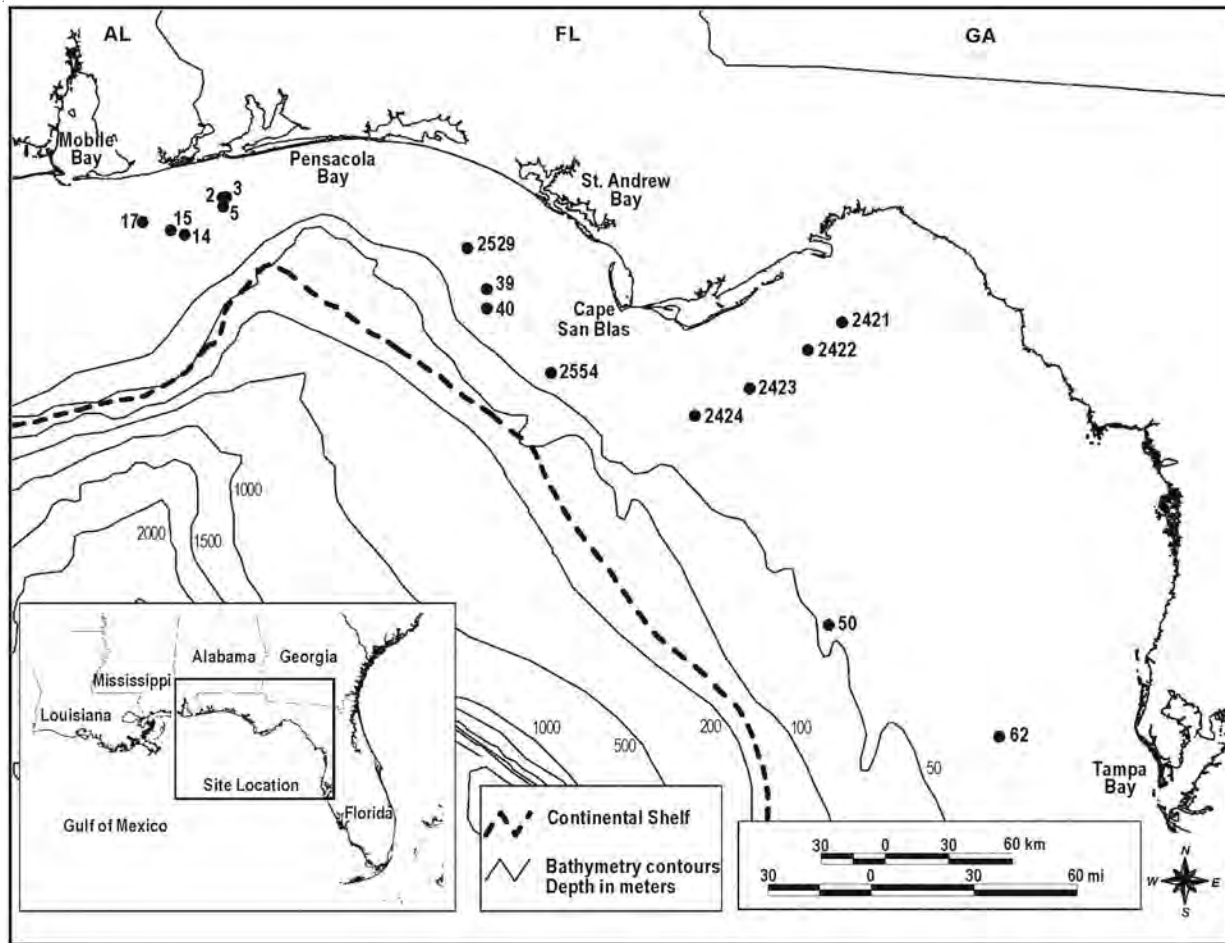 AL
FL
GA
Mobile
Bay
Pensacola
Bay
St. Andrew
Bay
2
3
5
17
15
14
2529
39
40
Cape
San Blas
2554
2421
2422
2423
2424
1000
2000
1500
50
62
Tampa
Bay
1000
500
200
100
50
Alabama
Georgia
Mississippi
Louisiana
Site Location
Florida
Gulf of Mexico
Continental Shelf
Bathymetry contours
Depth in meters
30 0 30 60 km
30 0 30 60 mi
N
W E
S